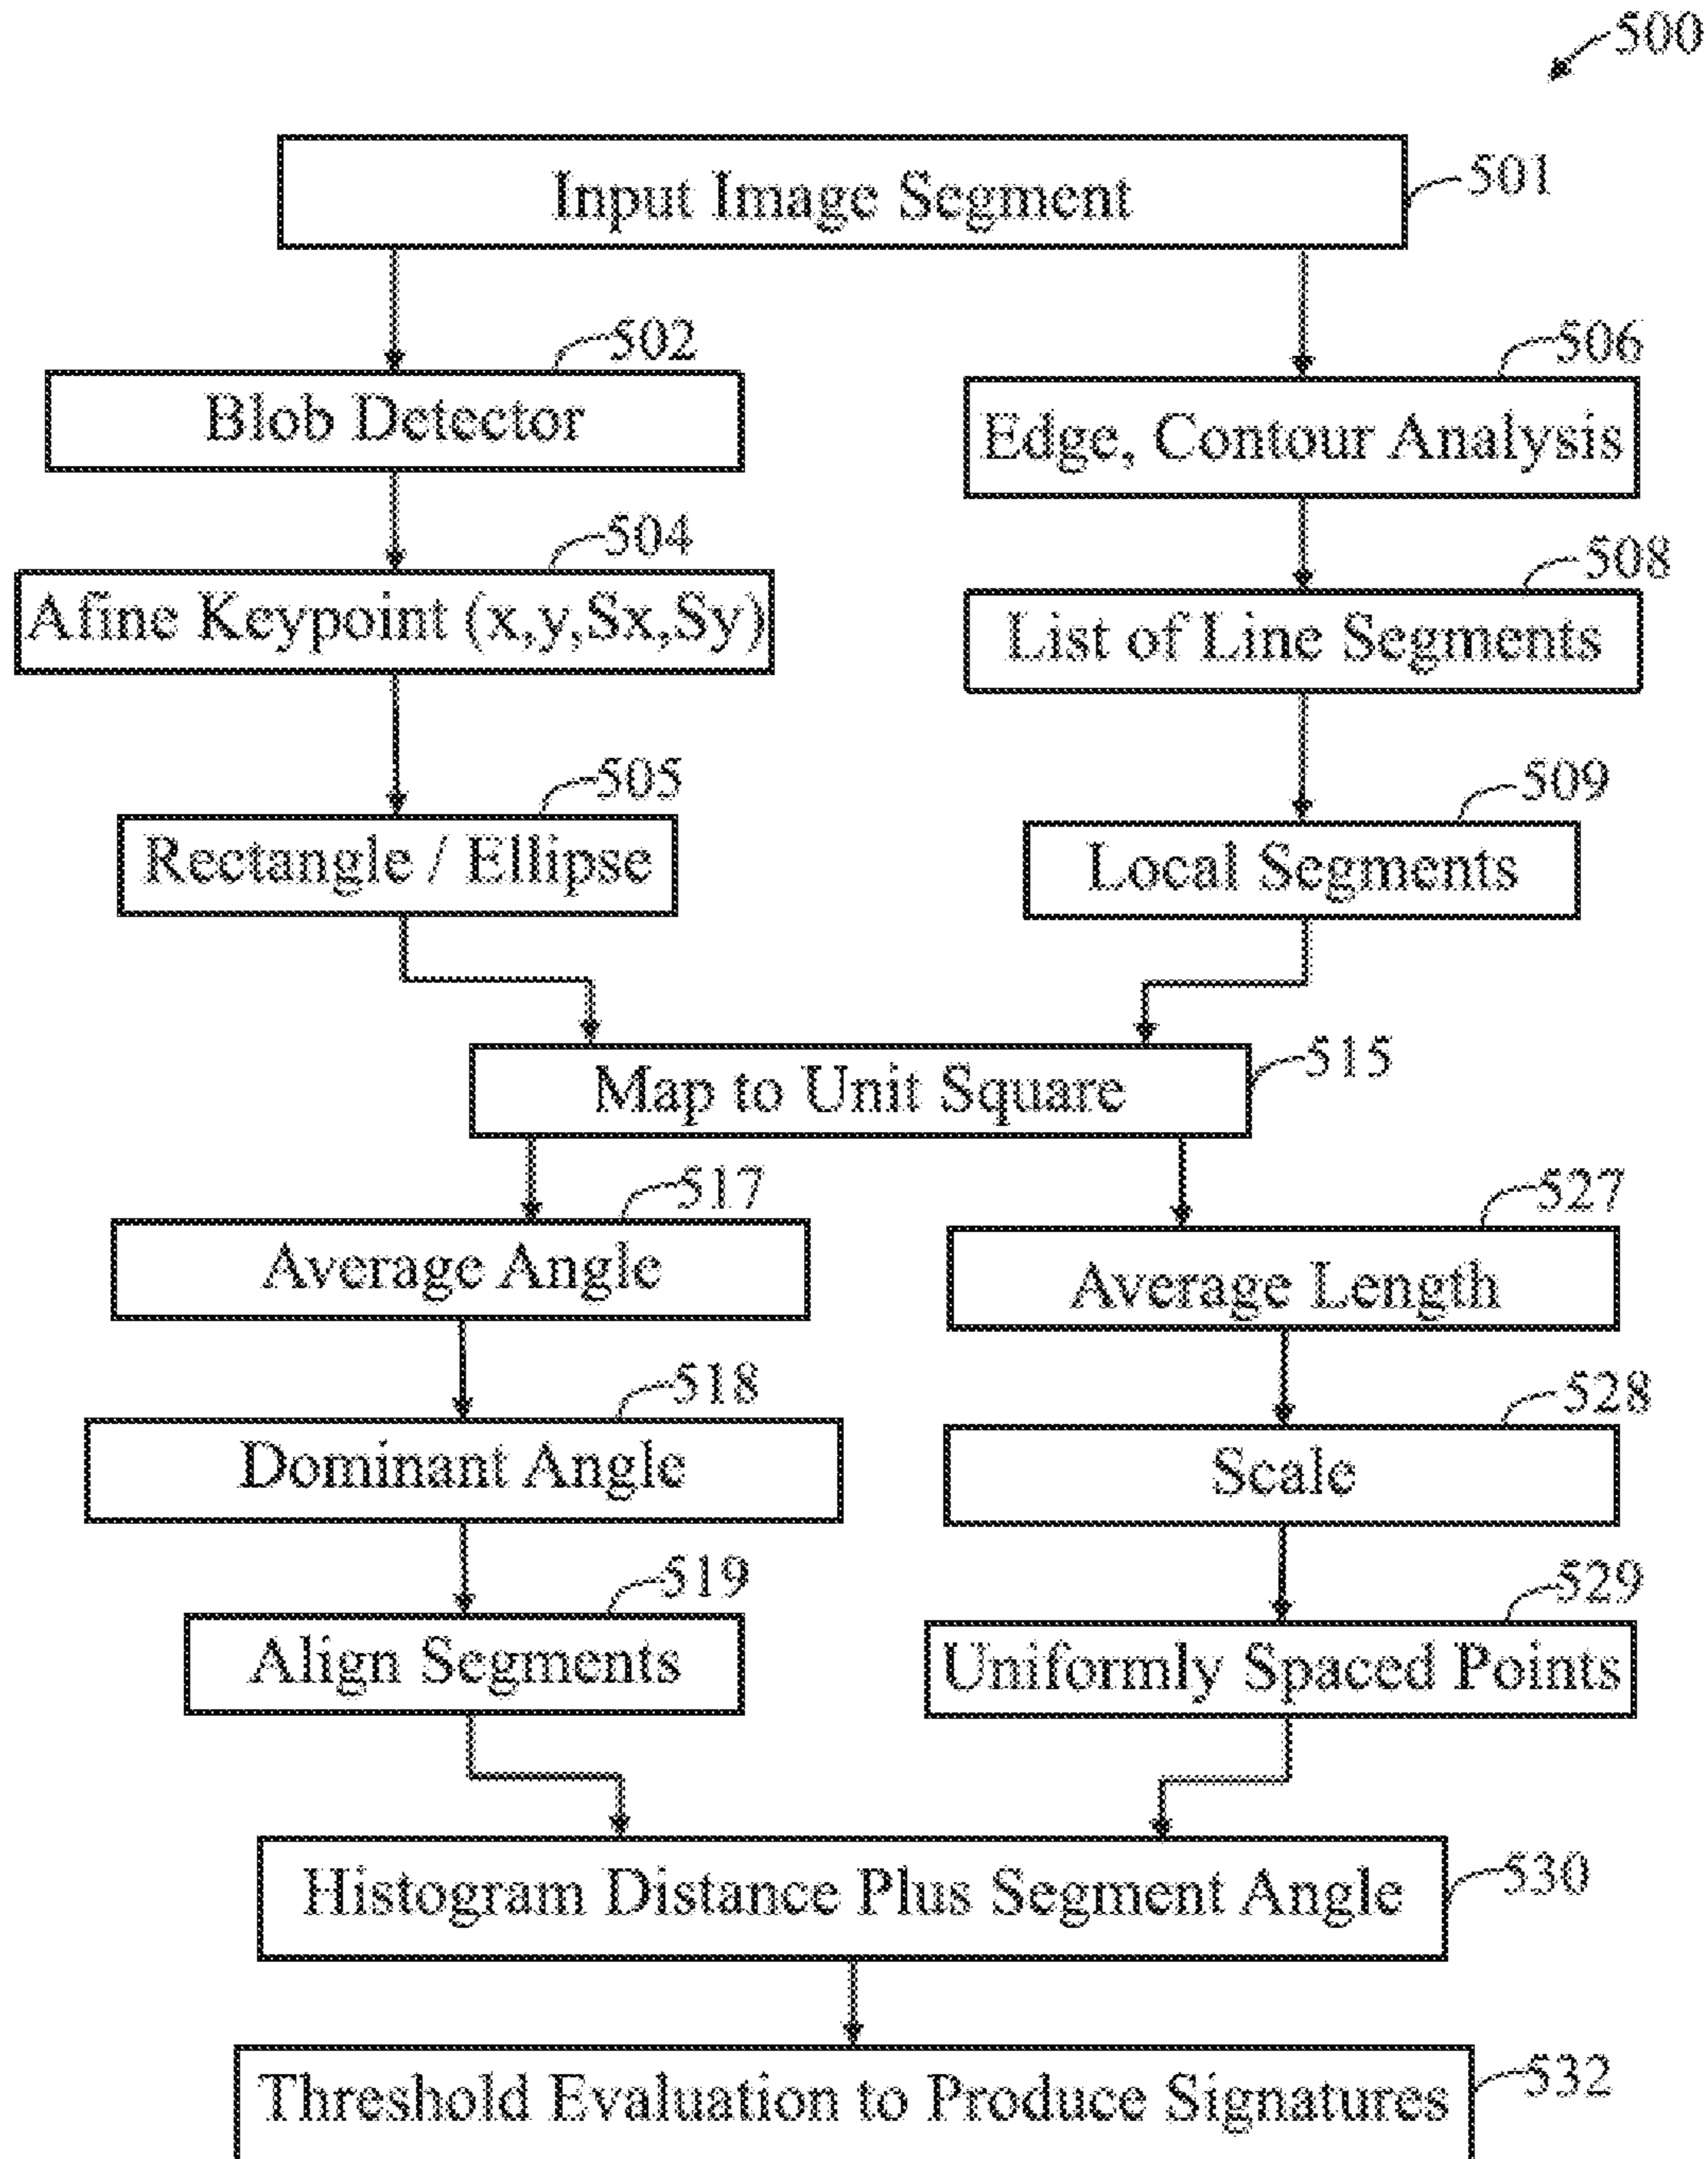 500
Input Image Segment
501
502
Blob Detector
506
Edge, Contour Analysis
504
Afine Keypoint (x,y,Sx,Sy)
508
List of Line Segments
505
Rectangle / Ellipse
509
Local Segments
Map to Unit Square
515
517
Average Angle
527
Average Length
518
Dominant Angle
528
Scale
519
Align Segments
529
Uniformly Spaced Points
Histogram Distance Plus Segment Angle
530
Threshold Evaluation to Produce Signatures
532